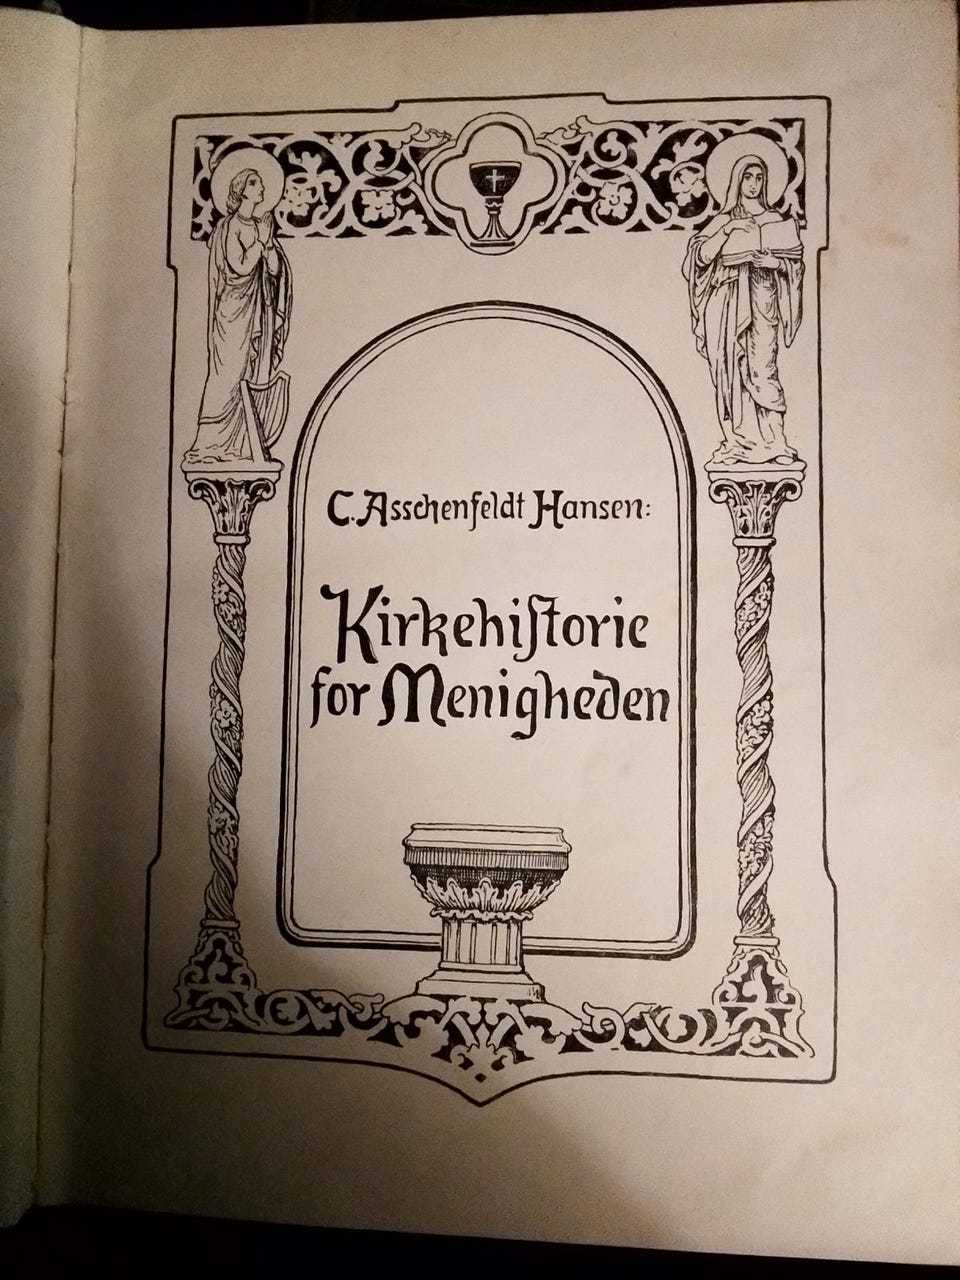 C. Asschenfeldt Hansen:
Kirkehiſtorie
for Menigheden